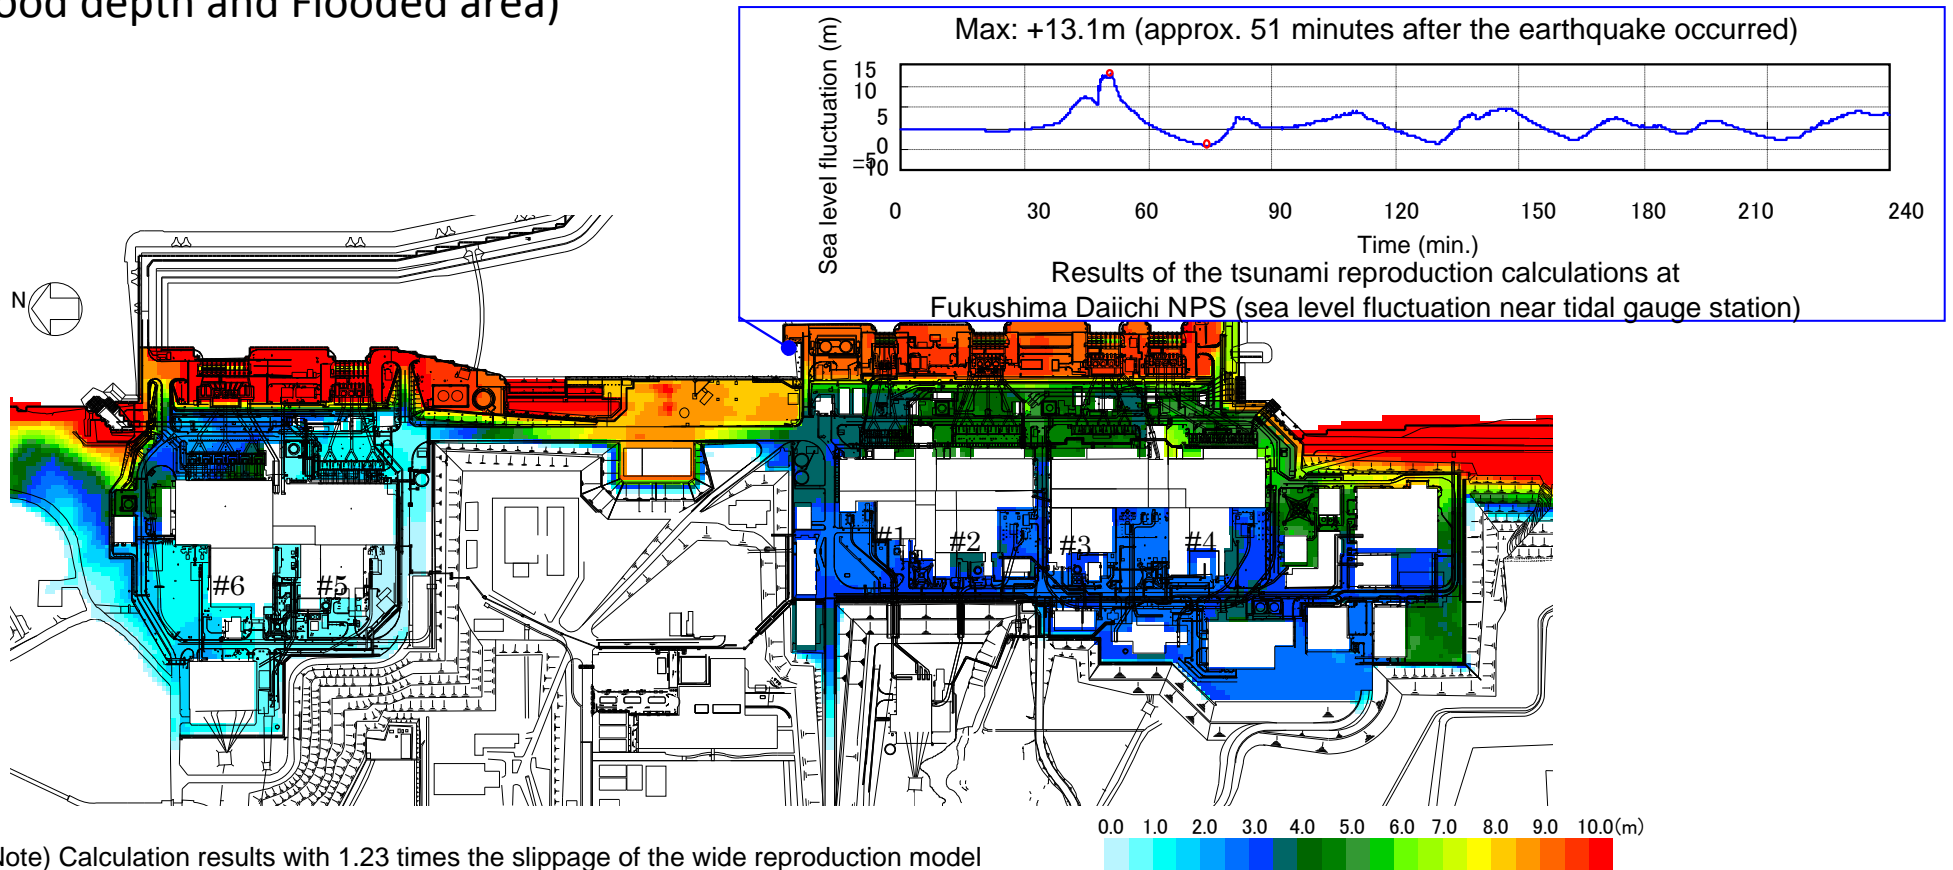 ood depth and Flooded area)
Max: +13.1m (approx. 51 minutes after the earthquake occurred)
Sea level fluctuation (m)
15
10
5
0
-5
-10
0 30 60 90 120 150 180 210 240
Time (min.)
Results of the tsunami reproduction calculations at
Fukushima Daiichi NPS (sea level fluctuation near tidal gauge station)
N
#1
#2
#3
#4
#6
#5
0.0 1.0 2.0 3.0 4.0 5.0 6.0 7.0 8.0 9.0 10.0(m)
Note) Calculation results with 1.23 times the slippage of the wide reproduction model